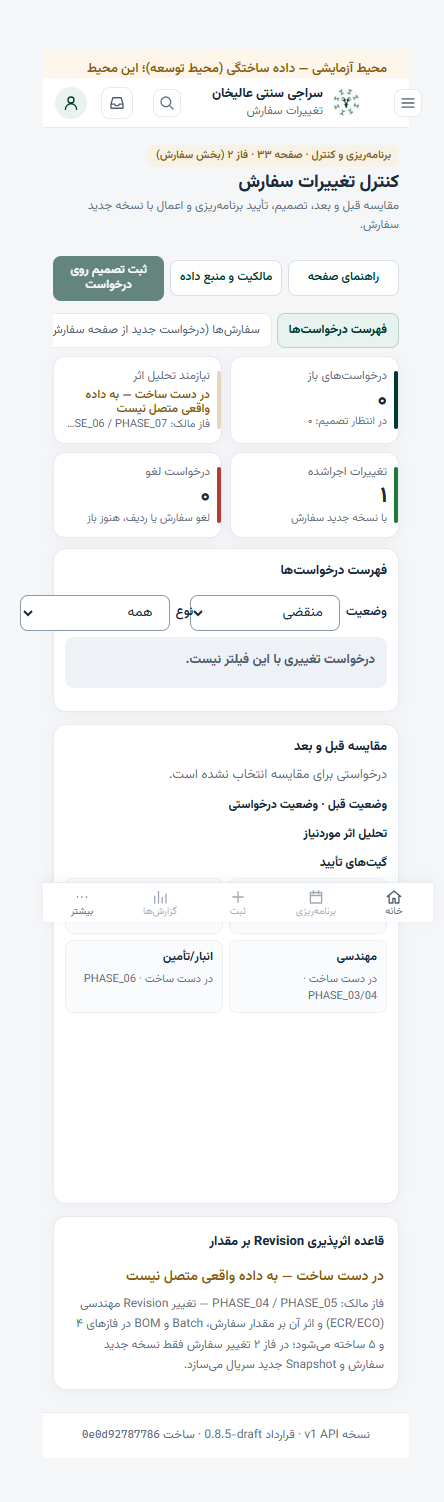 محیط آزمایشی — داده ساختگی (محیط توسعه)؛ این محیط
سراجی سنتی عالیخان
تغییرات سفارش
برنامه‌ریزی و کنترل · صفحه ۳۳ · فاز ۲ (بخش سفارش)
کنترل تغییرات سفارش
مقایسه قبل و بعد، تصمیم، تأیید برنامه‌ریزی و اعمال با نسخه جدید
سفارش.
راهنمای صفحه
مالکیت و منبع داده
ثبت تصمیم روی
درخواست
فهرست درخواست‌ها
سفارش‌ها (درخواست جدید از صفحه سفارش
درخواست‌های باز
۰
در انتظار تصمیم: ۰
نیازمند تحلیل اثر
در دست ساخت — به داده
واقعی متصل نیست
فاز مالک: SE_06 / PHASE_07...
تغییرات اجراشده
۱
با نسخه جدید سفارش
درخواست لغو
۰
لغو سفارش یا ردیف، هنوز باز
فهرست درخواست‌ها
وضعیت
منقضی
نوع
همه
درخواست تغییری با این فیلتر نیست.
مقایسه قبل و بعد
درخواستی برای مقایسه انتخاب نشده است.
وضعیت قبل · وضعیت درخواستی
تحلیل اثر موردنیاز
گیت‌های تأیید
خانه
برنامه‌ریزی
ثبت
گزارش‌ها
بیشتر
مهندسی
در دست ساخت ·
PHASE_03/04
انبار/تأمین
در دست ساخت · PHASE_06
قاعده اثرپذیری Revision بر مقدار
در دست ساخت — به داده واقعی متصل نیست
فاز مالک: PHASE_04 / PHASE_05 — تغییر Revision مهندسی
(ECR/ECO) و اثر آن بر مقدار سفارش، Batch و BOM در فازهای ۴
و ۵ ساخته می‌شود؛ در فاز ۲ تغییر سفارش فقط نسخه جدید
سفارش و Snapshot جدید سریال می‌سازد.
نسخه API v1 · قرارداد 0.8.5-draft · ساخت 0e0d92787786